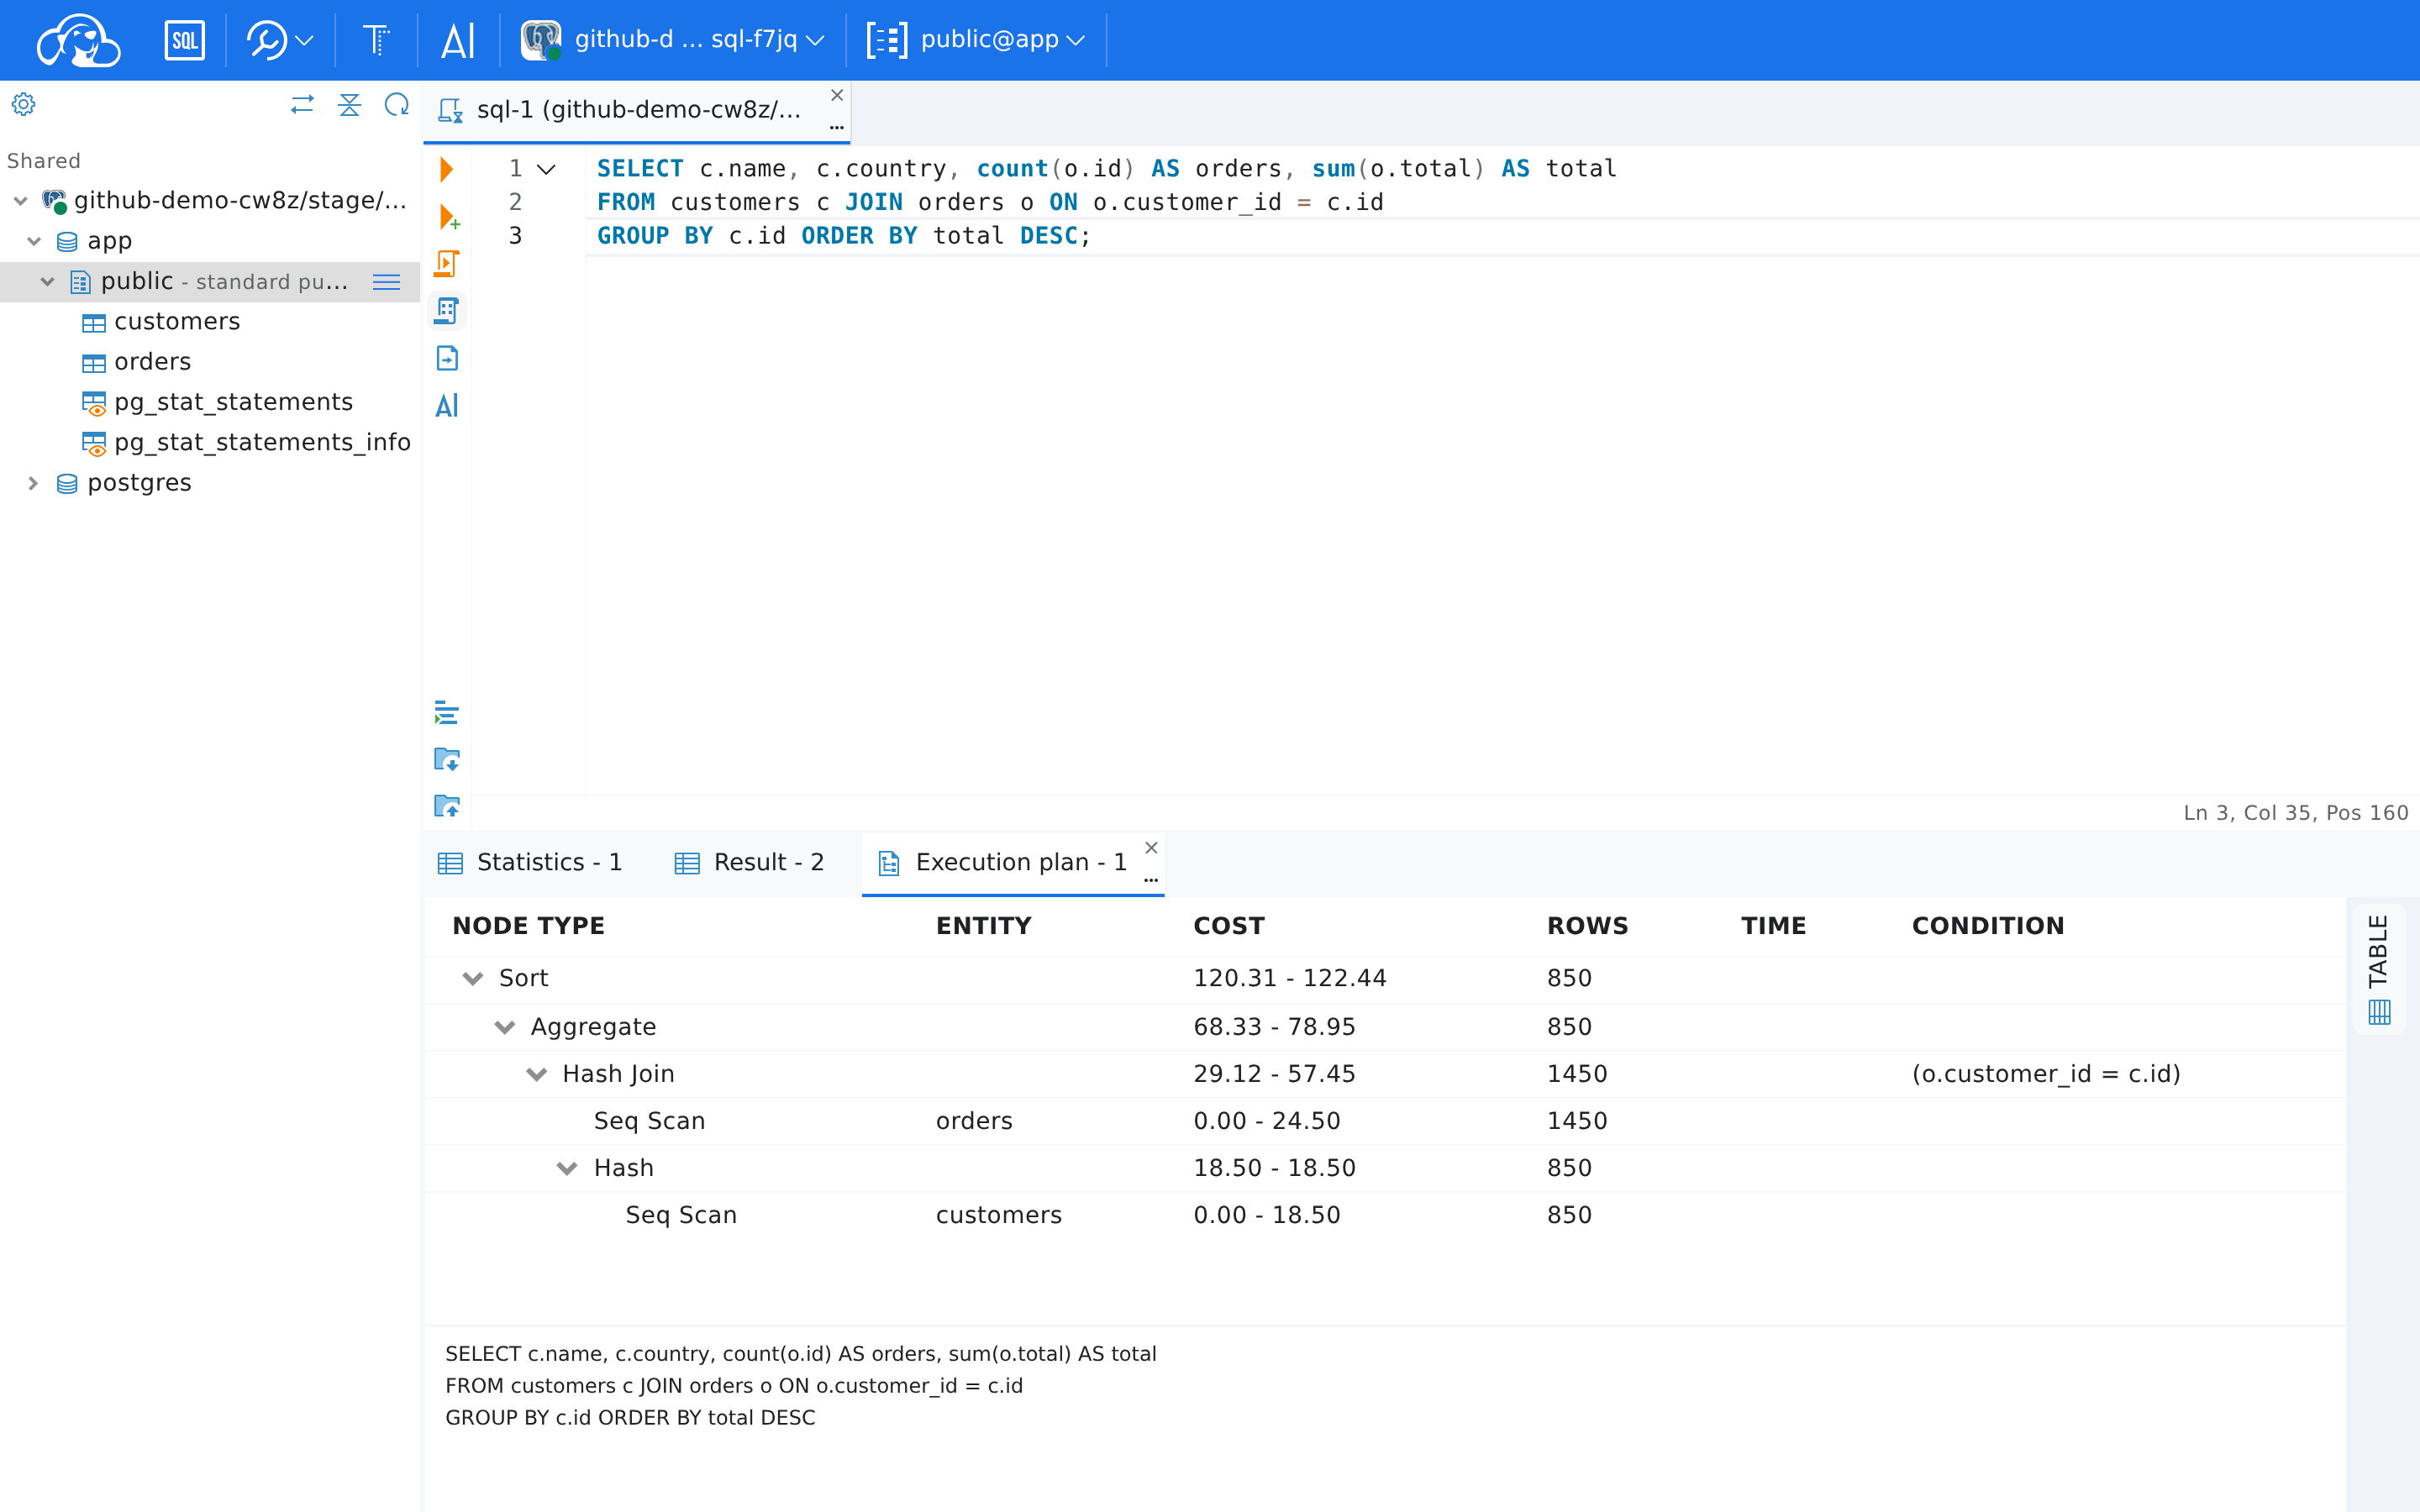 SQL
AI
github-d ... sql-f7jq
public@app
Shared
github-demo-cw8z/stage/...
app
public - standard pu...
customers
orders
pg_stat_statements
pg_stat_statements_info
postgres
sql-1 (github-demo-cw8z/...
1 SELECT c.name, c.country, count(o.id) AS orders, sum(o.total) AS total
2 FROM customers c JOIN orders o ON o.customer_id = c.id
3 GROUP BY c.id ORDER BY total DESC;
AI
Ln 3, Col 35, Pos 160
Statistics - 1 Result - 2 Execution plan - 1
NODE TYPE ENTITY COST ROWS TIME CONDITION
Sort 120.31 - 122.44 850
Aggregate 68.33 - 78.95 850
Hash Join 29.12 - 57.45 1450 (o.customer_id = c.id)
Seq Scan orders 0.00 - 24.50 1450
Hash 18.50 - 18.50 850
Seq Scan customers 0.00 - 18.50 850
TABLE
SELECT c.name, c.country, count(o.id) AS orders, sum(o.total) AS total
FROM customers c JOIN orders o ON o.customer_id = c.id
GROUP BY c.id ORDER BY total DESC